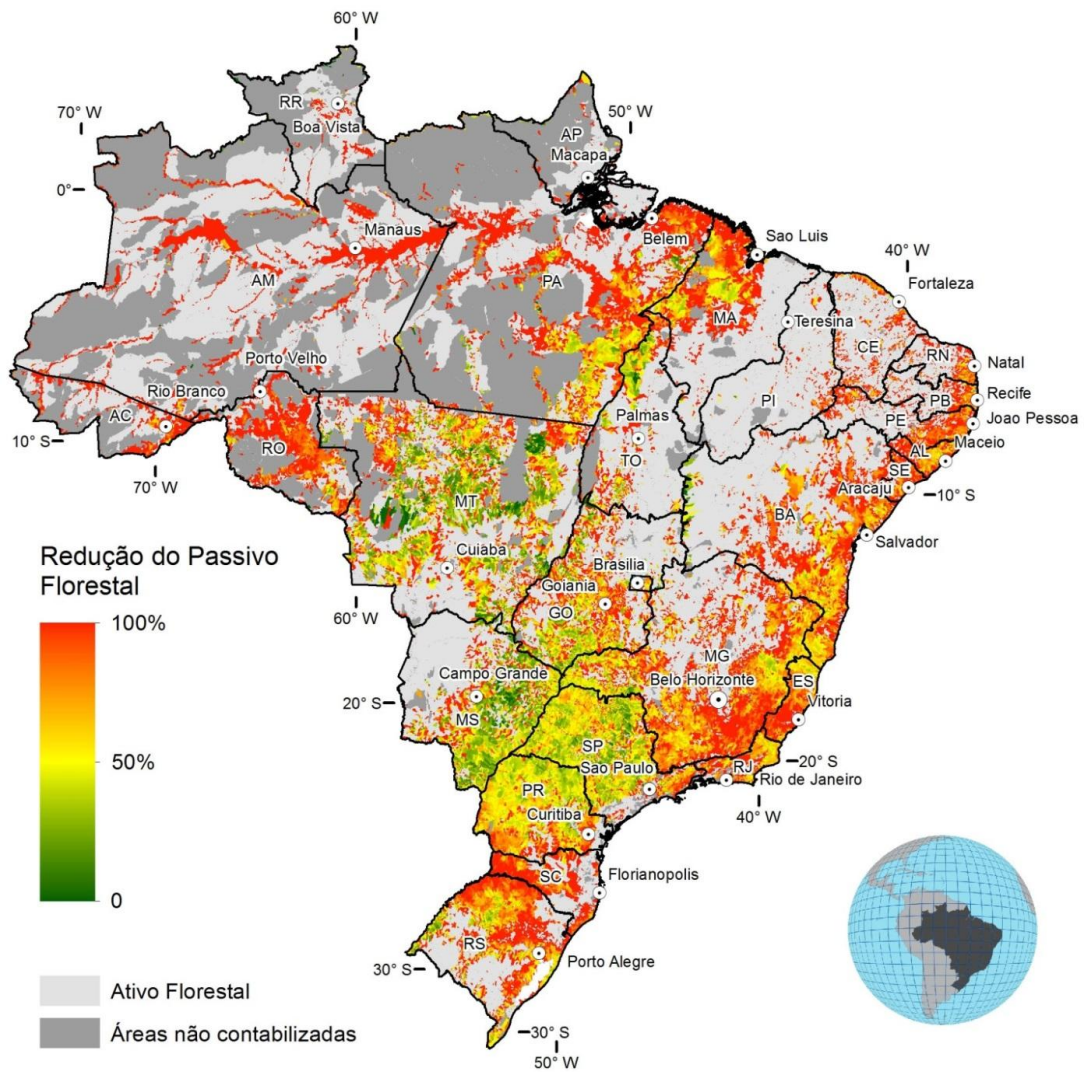 60° W
70° W
50° W
RR
Boa Vista
AP
Macapa
0°
Manaus
Belem
Sao Luis
40° W
Fortaleza
AM
PA
MA
Teresina
CE
RN
Natal
Porto Velho
Rio Branco
PB
Recife
PI
PE
Joao Pessoa
AC
Palmas
Maceio
10° S
RO
TO
AL
SE
70° W
MT
Aracaju
10° S
BA
Salvador
Redução do Passivo
Florestal
Cuiaba
Brasilia
Goiania
100%
60° W
GO
MG
Campo Grande
Belo Horizonte
ES
20° S
MS
Vitoria
50%
SP
Sao Paulo
RJ
20° S
Rio de Janeiro
PR
40° W
Curitiba
SC
Florianopolis
0
RS
Porto Alegre
30° S
Ativo Florestal
Áreas não contabilizadas
30° S
50° W